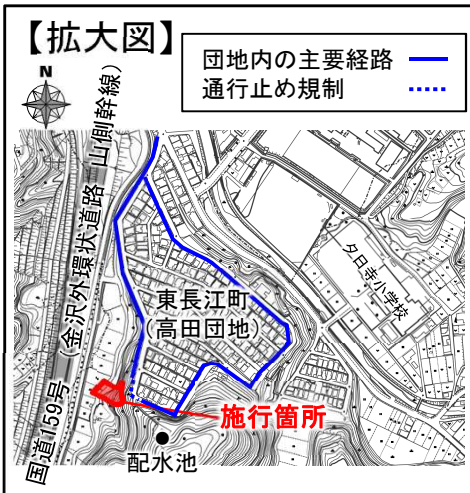 【拡大図】
団地内の主要経路
通行止め規制
N
国道159号（金沢外環状道路 山側幹線）
東長江町
（高田団地）
夕日寺小学校
施行箇所
配水池